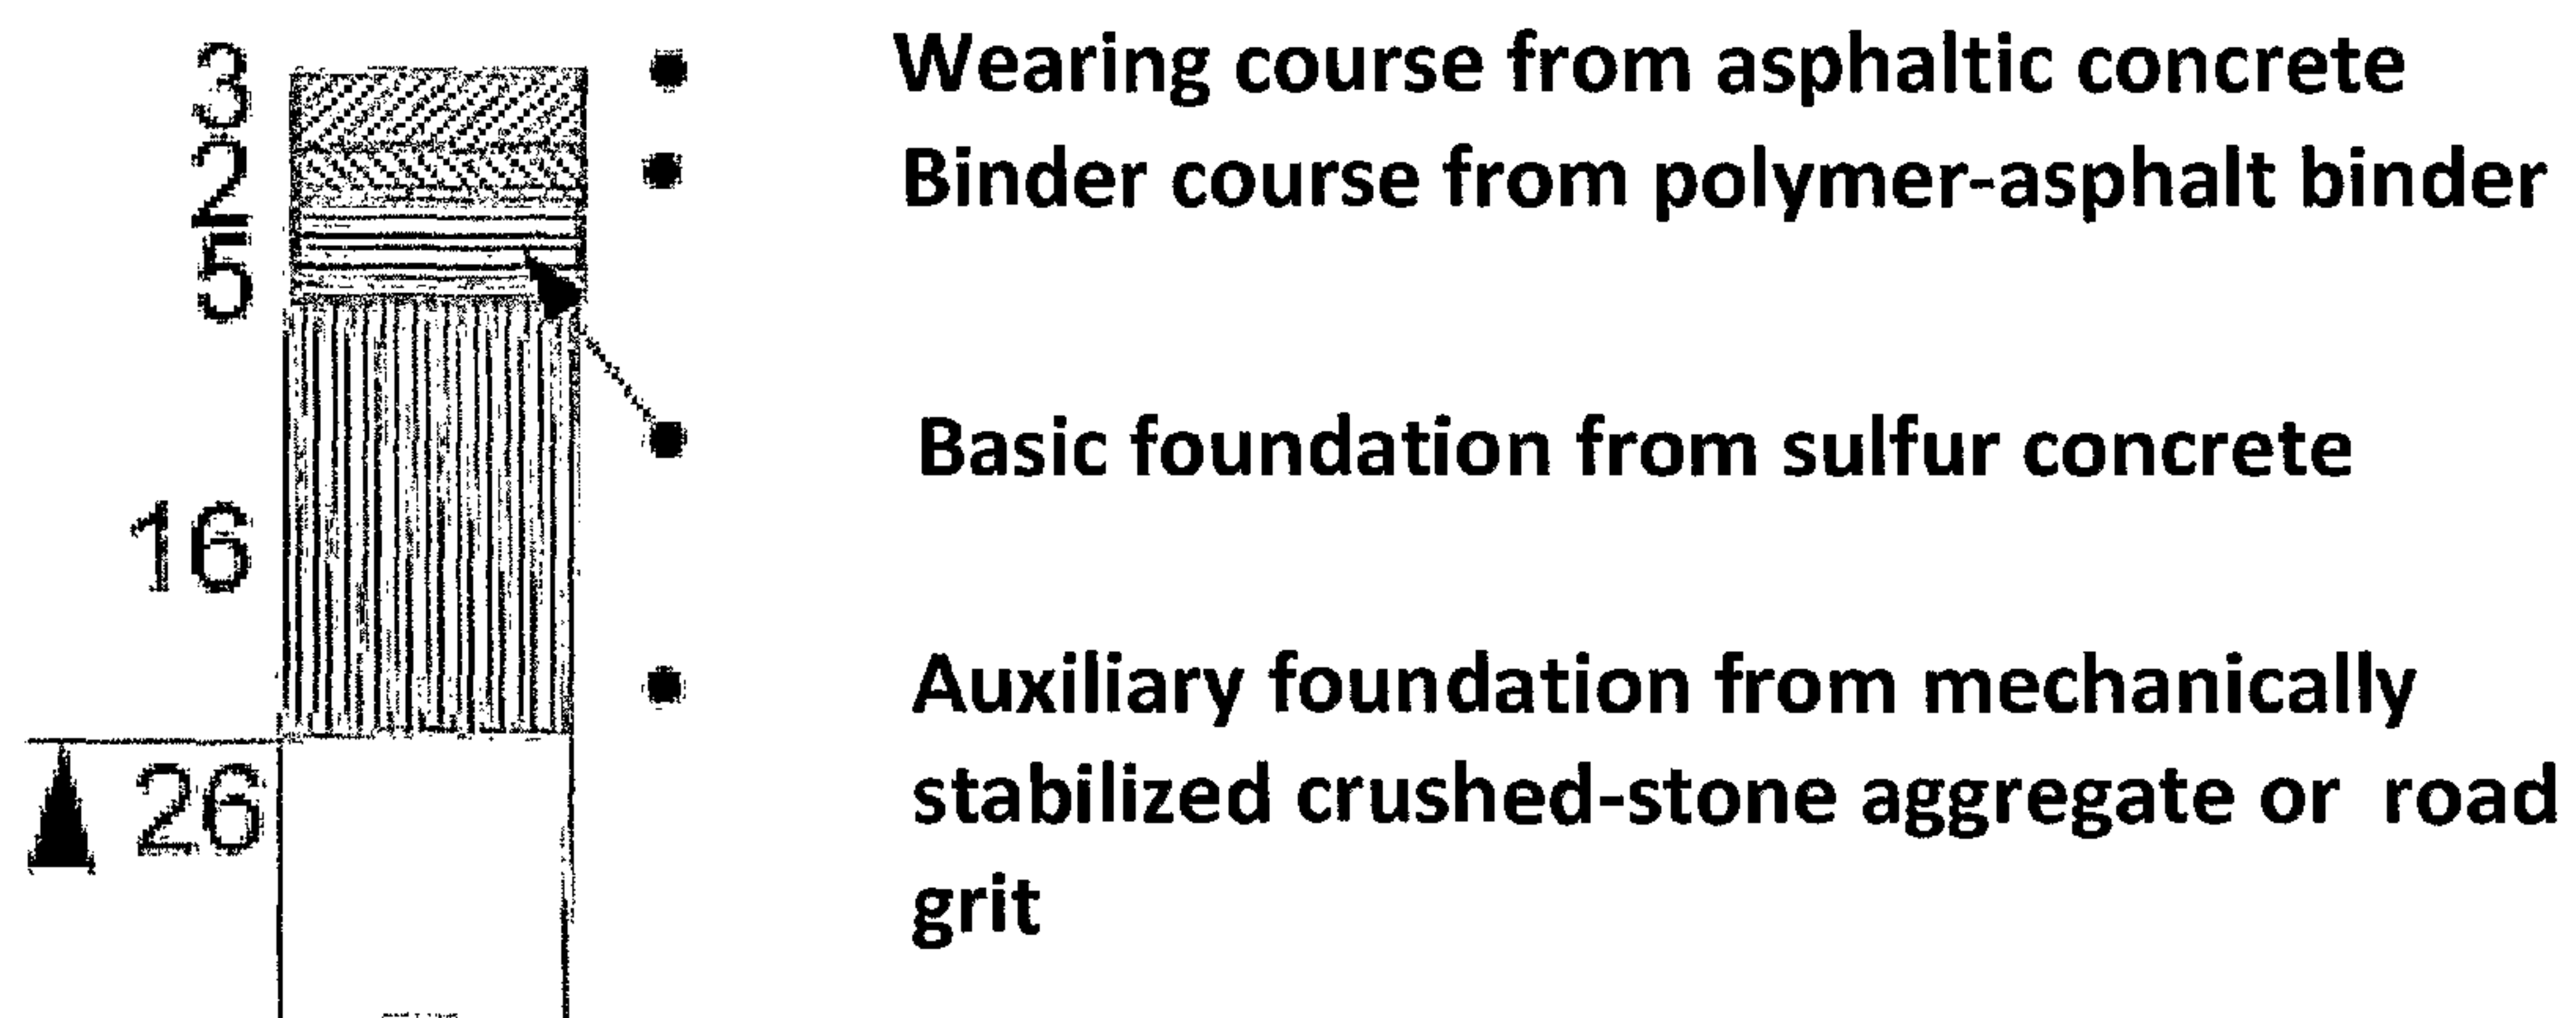 3
Wearing course from asphaltic concrete
2
Binder course from polymer-asphalt binder
5
Basic foundation from sulfur concrete
16
Auxiliary foundation from mechanically
stabilized crushed-stone aggregate or road
26
grit